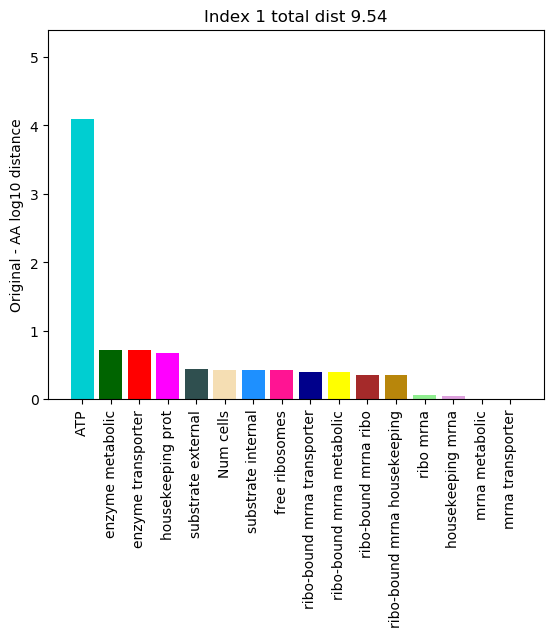 Index 1 total dist 9.54
Original - AA log10 distance
5
4
3
2
1
0
ATP
enzyme metabolic
enzyme transporter
housekeeping prot
substrate external
Num cells
substrate internal
free ribosomes
ribo-bound mrna transporter
ribo-bound mrna metabolic
ribo-bound mrna ribo
ribo-bound mrna housekeeping
ribo mrna
housekeeping mrna
mrna metabolic
mrna transporter